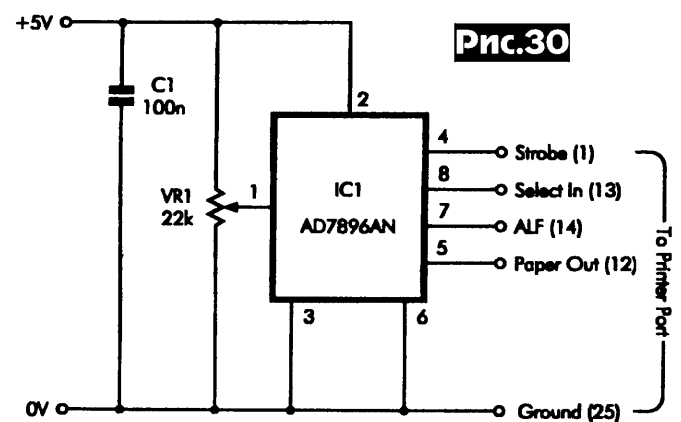 +5V
Рис.30
C1
100n
2
4
Strobe (1)
8
Select In (13)
VR1
22k
1
IC1
AD7896AN
7
ALF (14)
5
Paper Out (12)
To Printer Port
3
6
0V
Ground (25)